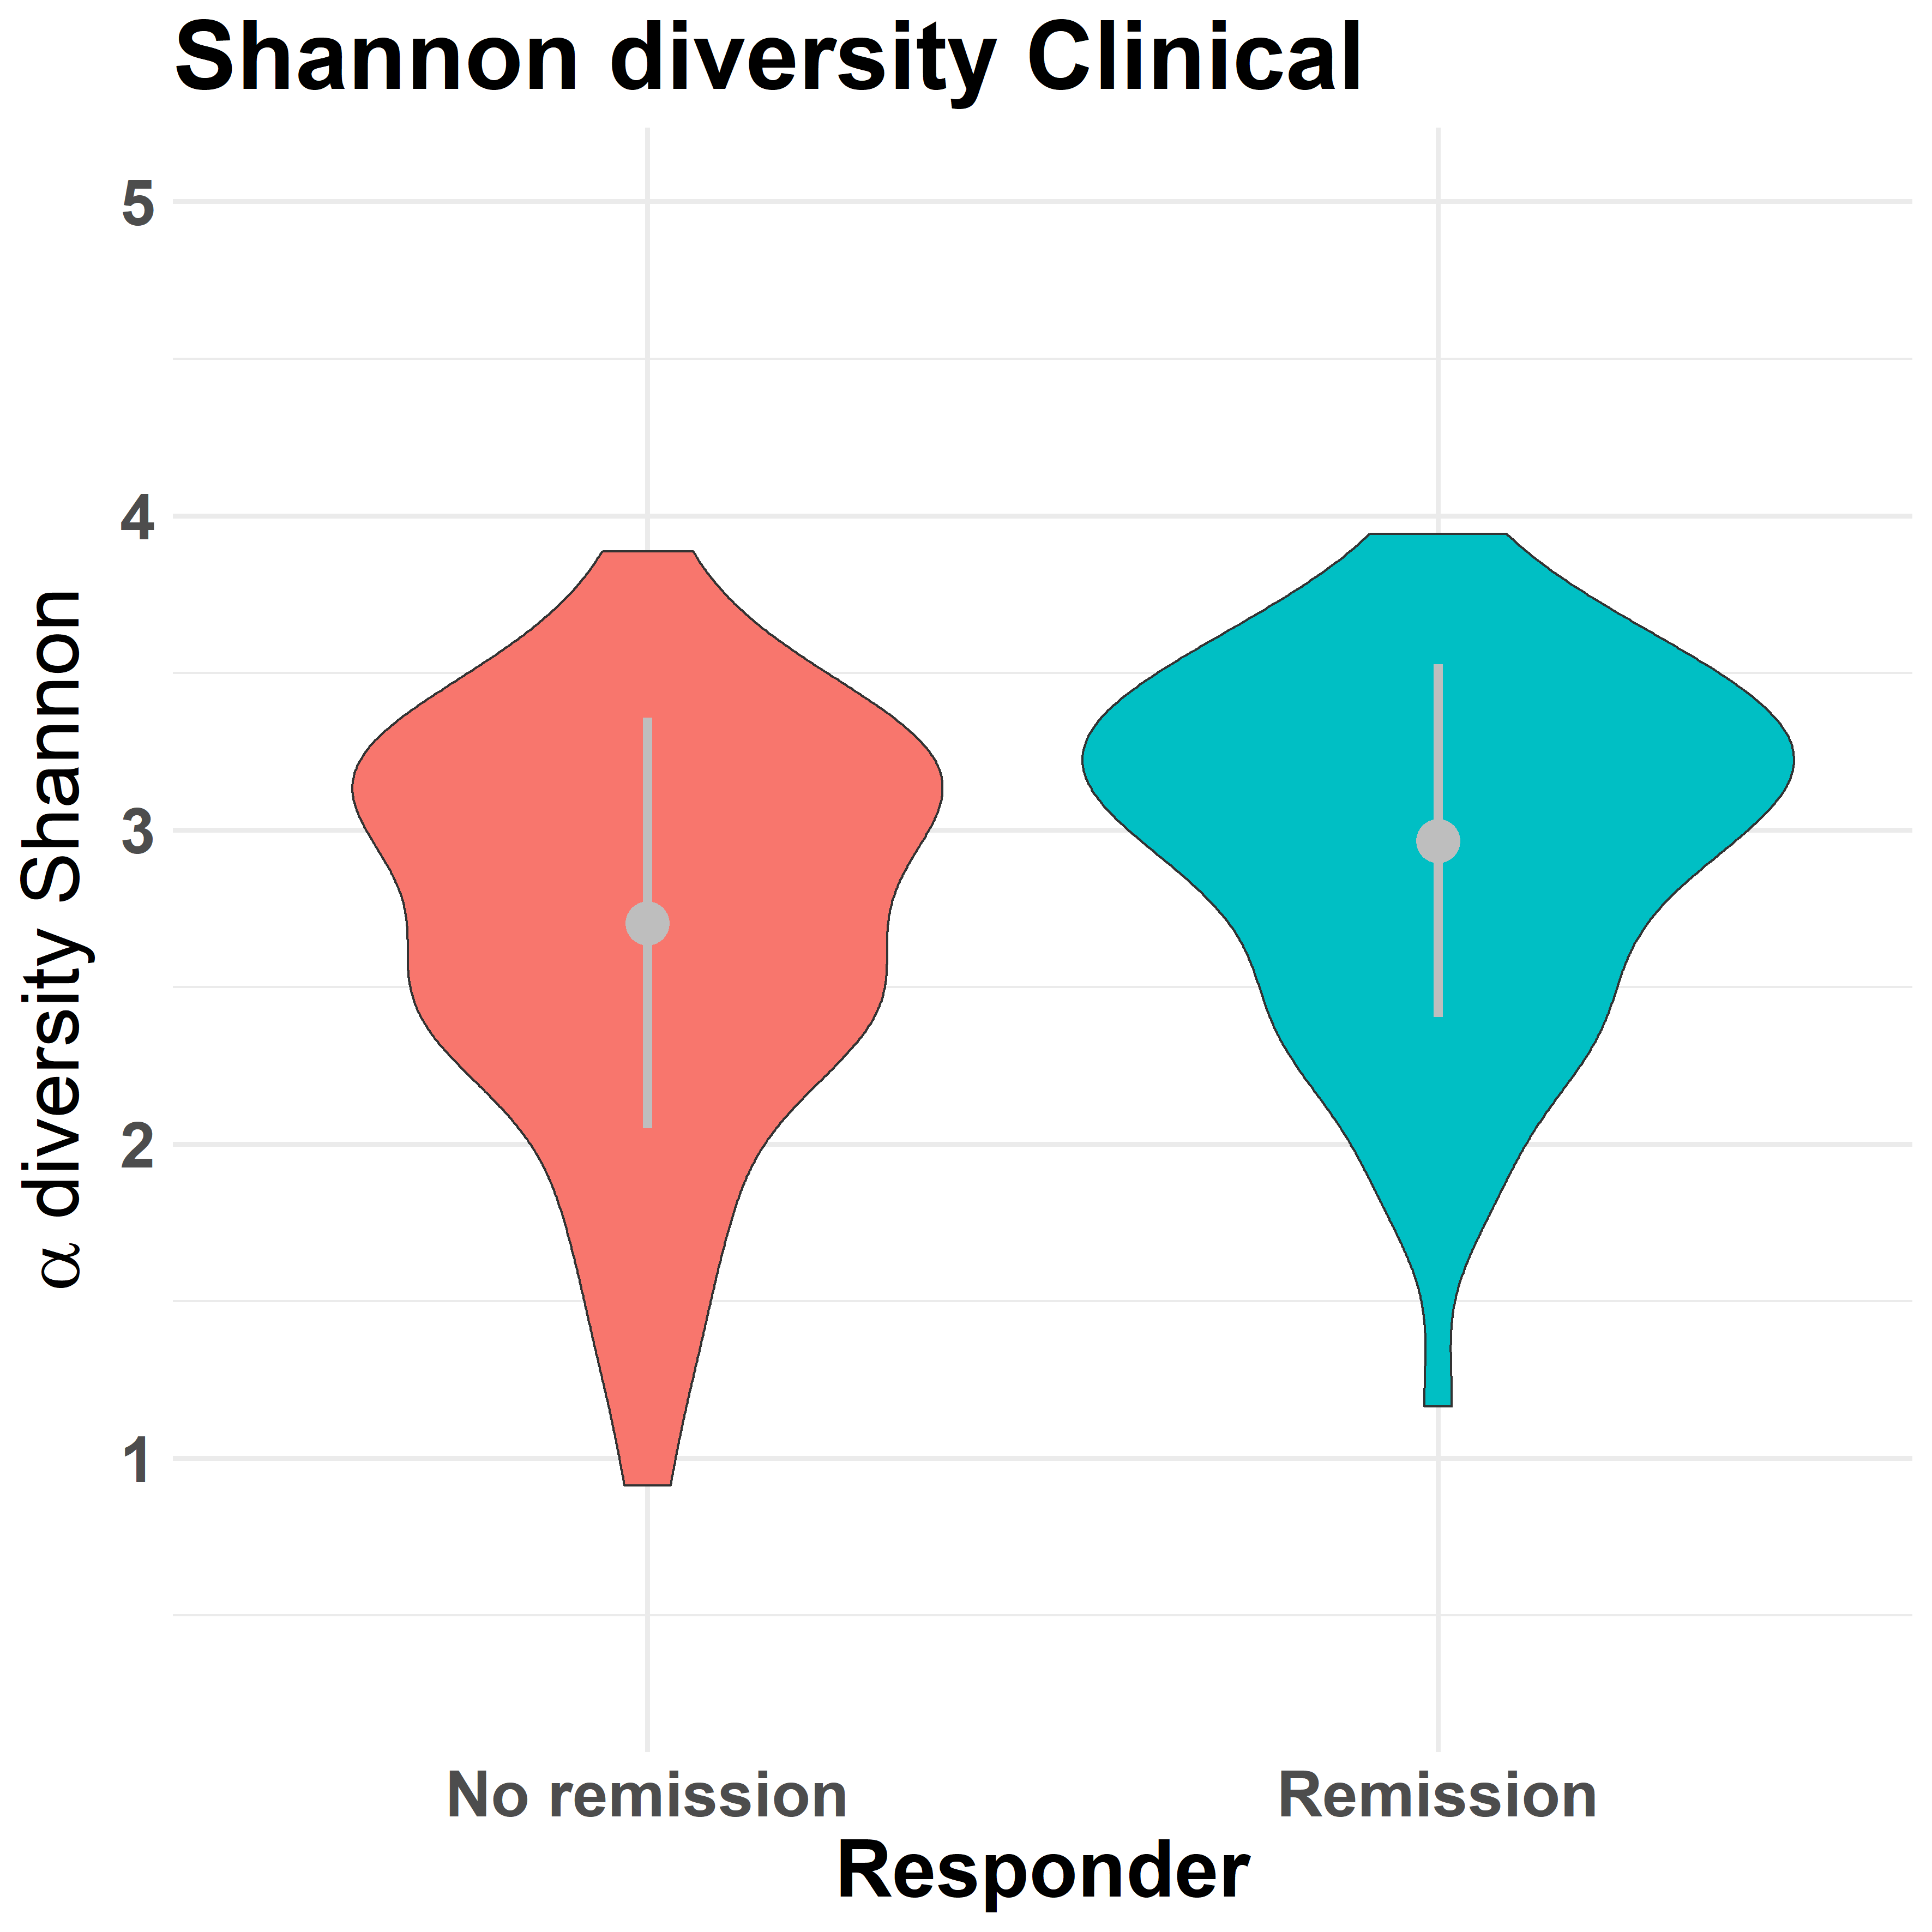 Shannon diversity Clinical
α diversity Shannon
5
4
3
2
1
No remission
Remission
Responder